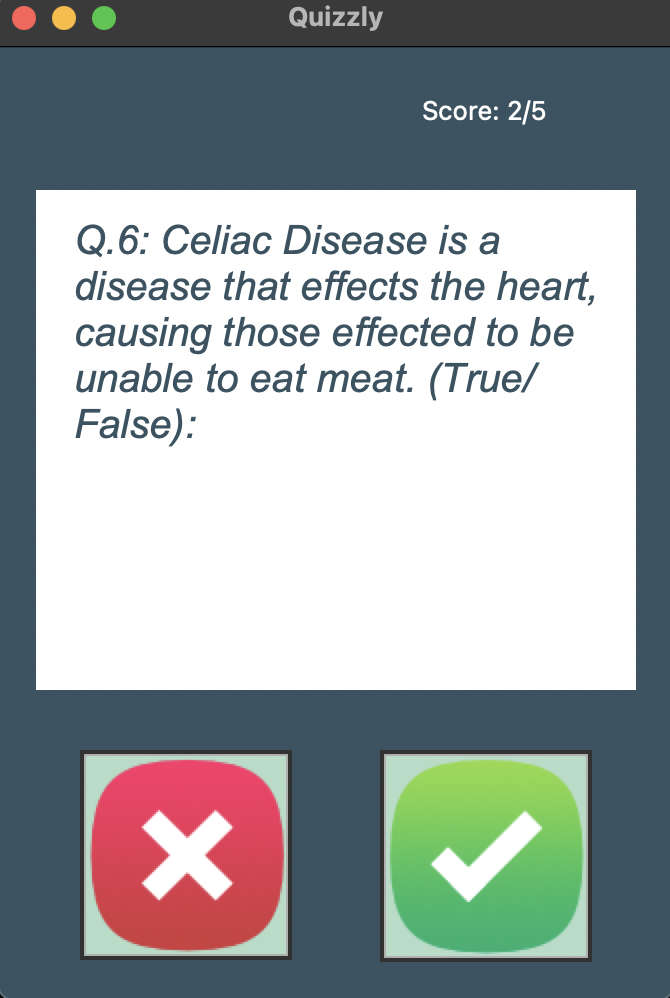 Quizzly
Score: 2/5
Q.6: Celiac Disease is a
disease that effects the heart,
causing those effected to be
unable to eat meat. (True/
False):